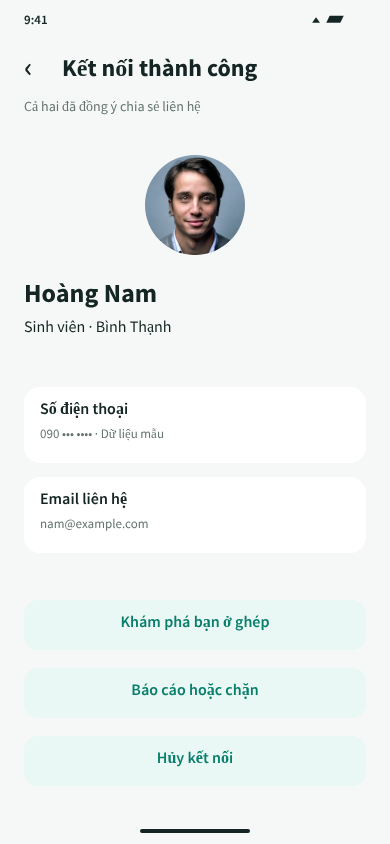 9:41
Kết nối thành công
Cả hai đã đồng ý chia sẻ liên hệ
Hoàng Nam
Sinh viên · Bình Thạnh
Số điện thoại
090 ••• •••• · Dữ liệu mẫu
Email liên hệ
nam@example.com
Khám phá bạn ở ghép
Báo cáo hoặc chặn
Hủy kết nối